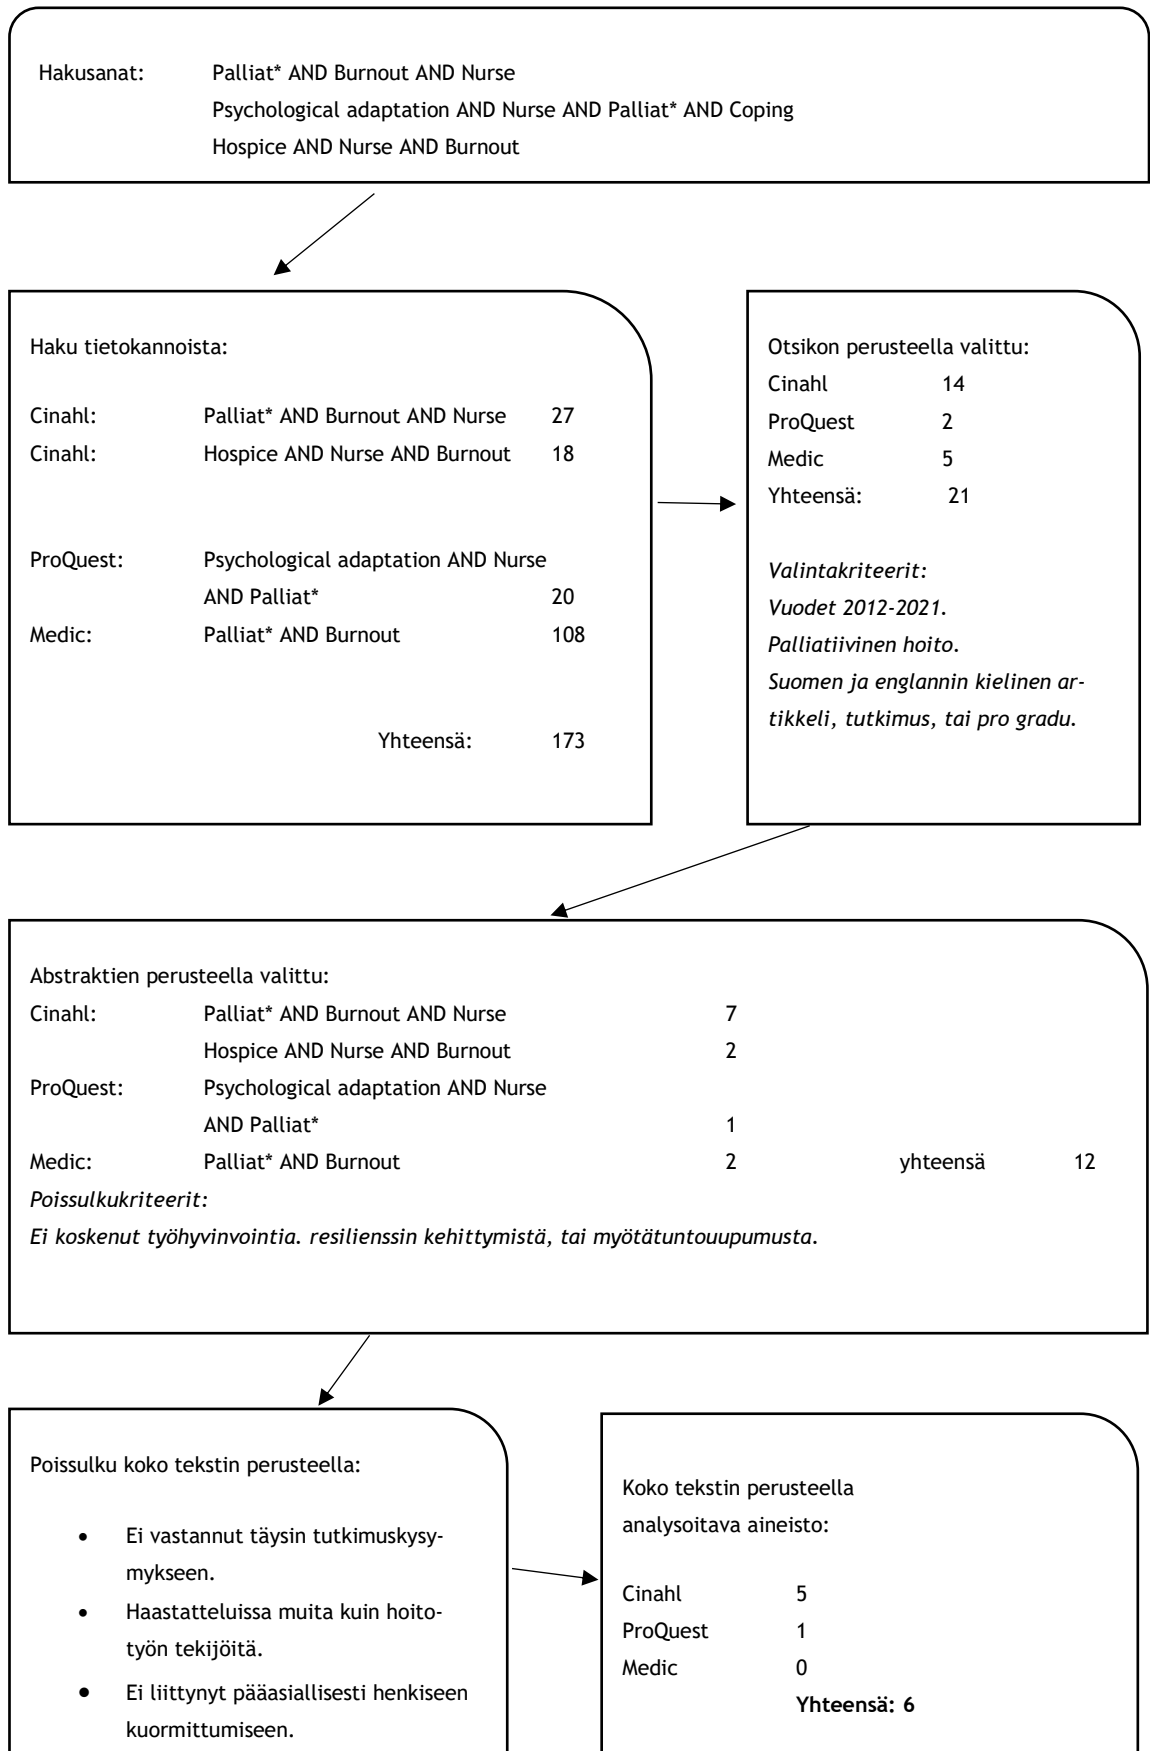 Hakusanat: Palliat* AND Burnout AND Nurse
Psychological adaptation AND Nurse AND Palliat* AND Coping
Hospice AND Nurse AND Burnout
Haku tietokannoista:
Cinahl: Palliat* AND Burnout AND Nurse 27
Cinahl: Hospice AND Nurse AND Burnout 18
ProQuest: Psychological adaptation AND Nurse
AND Palliat* 20
Medic: Palliat* AND Burnout 108
Yhteensä: 173
Otsikon perusteella valittu:
Cinahl 14
ProQuest 2
Medic 5
Yhteensä: 21
Valintakriteerit:
Vuodet 2012-2021.
Palliatiivinen hoito.
Suomen ja englannin kielinen ar-
tikkeli, tutkimus, tai pro gradu.
Abstraktien perusteella valittu:
Cinahl: Palliat* AND Burnout AND Nurse 7
Hospice AND Nurse AND Burnout 2
ProQuest: Psychological adaptation AND Nurse
AND Palliat* 1
Medic: Palliat* AND Burnout 2 yhteensä 12
Poissulkukriteerit:
Ei koskenut työhyvinvointia. resilienssin kehittymistä, tai myötätuntouupumusta.
Poissulku koko tekstin perusteella:
• Ei vastannut täysin tutkimuskysy-
mykseen.
• Haastatteluissa muita kuin hoito-
työn tekijöitä.
• Ei liittynyt pääasiallisesti henkiseen
kuormittumiseen.
Koko tekstin perusteella
analysoitava aineisto:
Cinahl 5
ProQuest 1
Medic 0
Yhteensä: 6